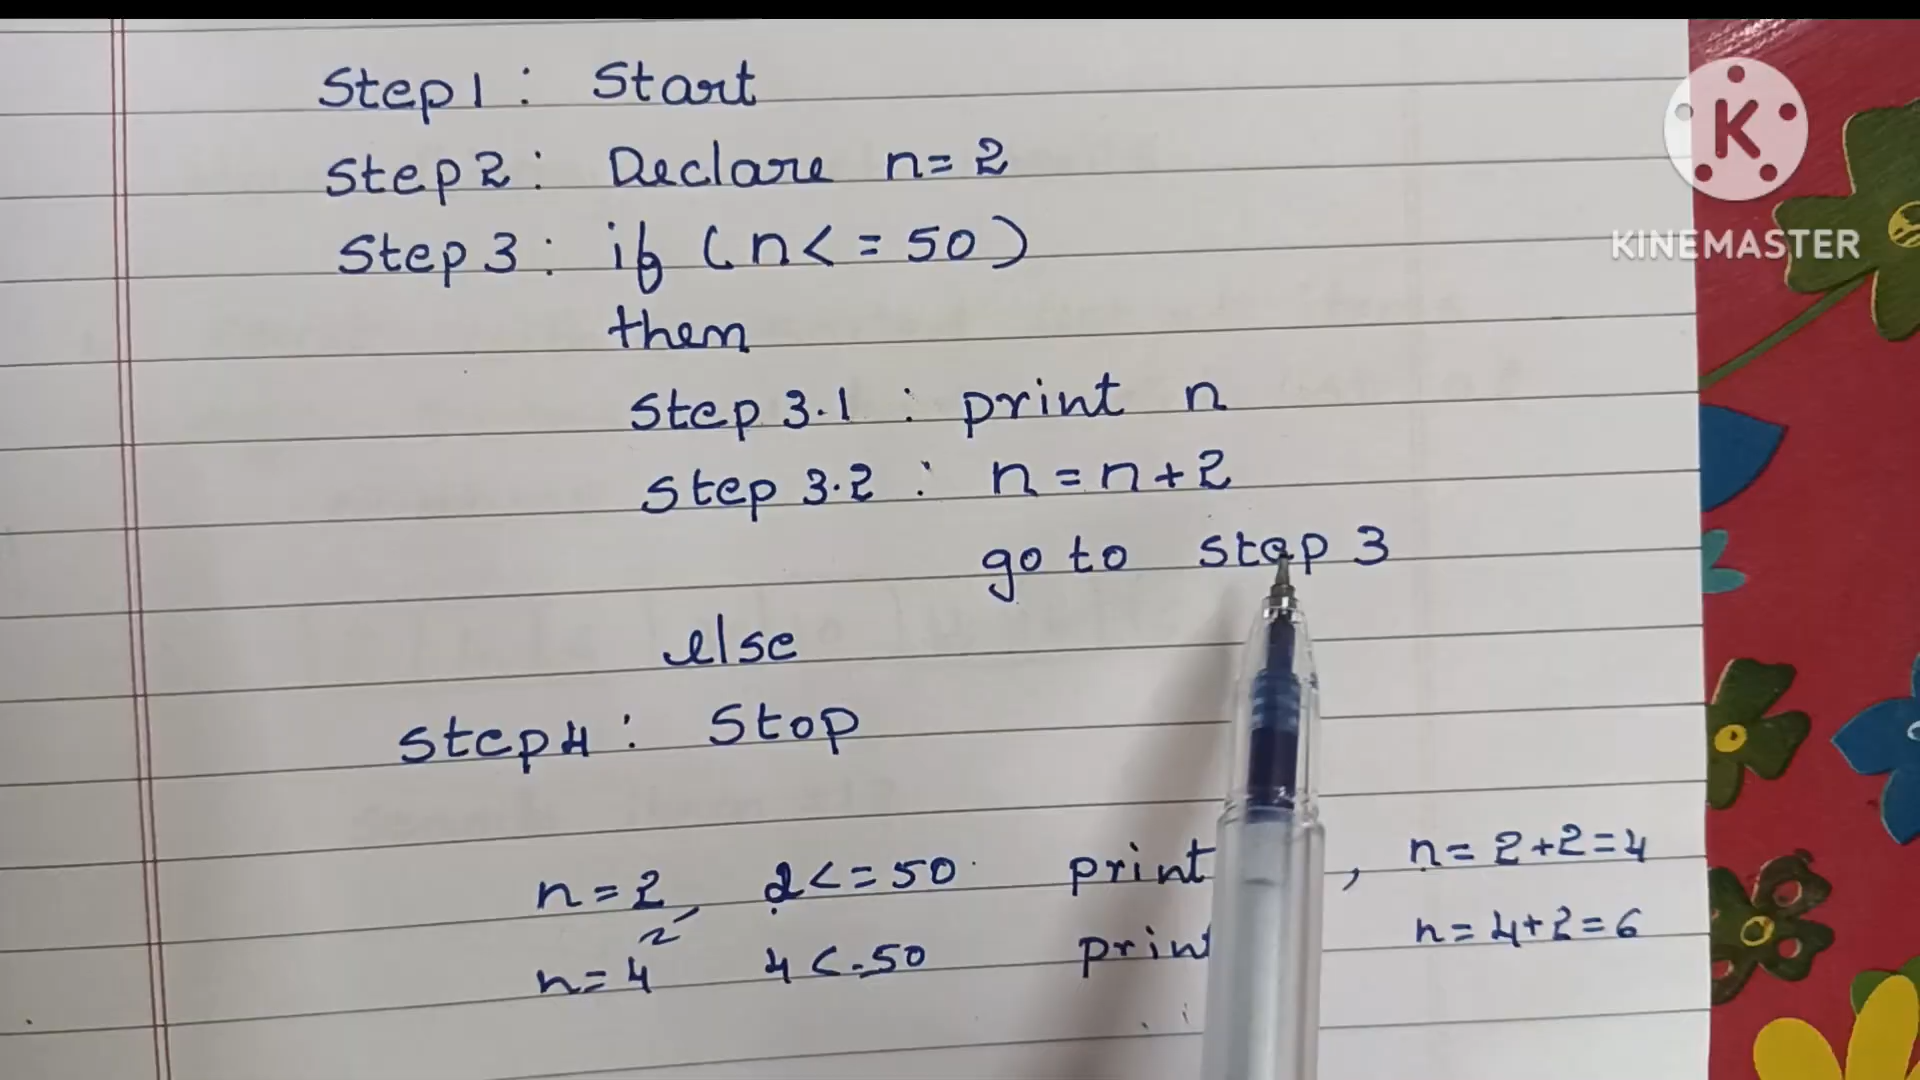 Step 1 : Start
Step 2 : Declare n = 2
Step 3 : if (n < = 50)
then
Step 3.1 : print n
Step 3.2 : n = n + 2
go to step 3
else
Step 4 : Stop
n = 2, 2 < = 50 print , n = 2 + 2 = 4
n = 4 4 < 50 print n = 4 + 2 = 6
K
KINEMASTER